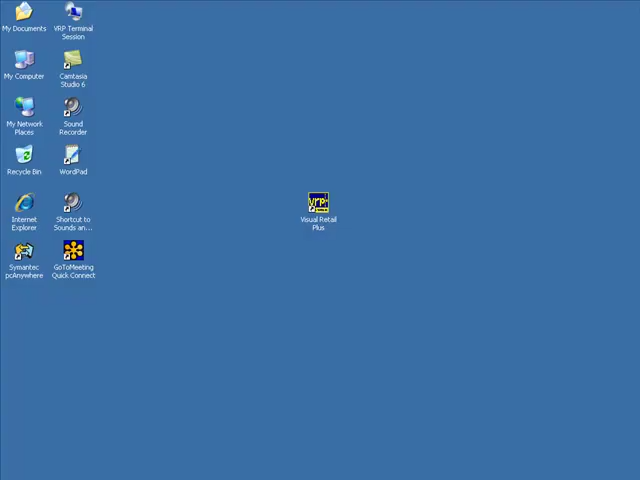 My Documents
VRP Terminal
Session
My Computer
Camtasia
Studio 6
My Network
Places
Sound
Recorder
Recycle Bin
WordPad
Internet
Explorer
Shortcut to
Sounds an...
Symantec
pcAnywhere
GoToMeeting
Quick Connect
vrp
Visual Retail
Plus